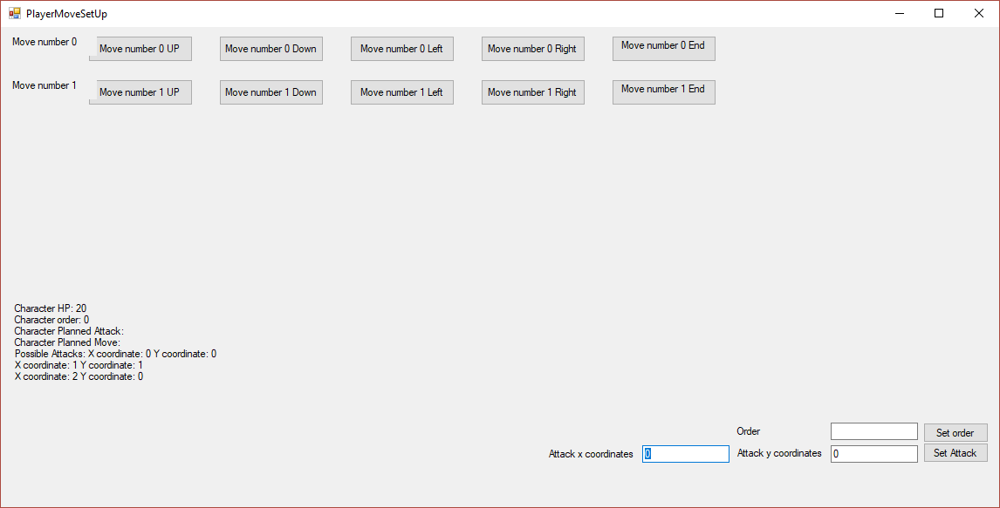 PlayerMoveSetUp
Move number 0 Move number 0 UP Move number 0 Down Move number 0 Left Move number 0 Right Move number 0 End
Move number 1 Move number 1 UP Move number 1 Down Move number 1 Left Move number 1 Right Move number 1 End
Character HP: 20
Character order: 0
Character Planned Attack:
Character Planned Move:
Possible Attacks: X coordinate: 0 Y coordinate: 0
X coordinate: 1 Y coordinate: 1
X coordinate: 2 Y coordinate: 0
Order Set order
Attack x coordinates 0 Attack y coordinates 0 Set Attack